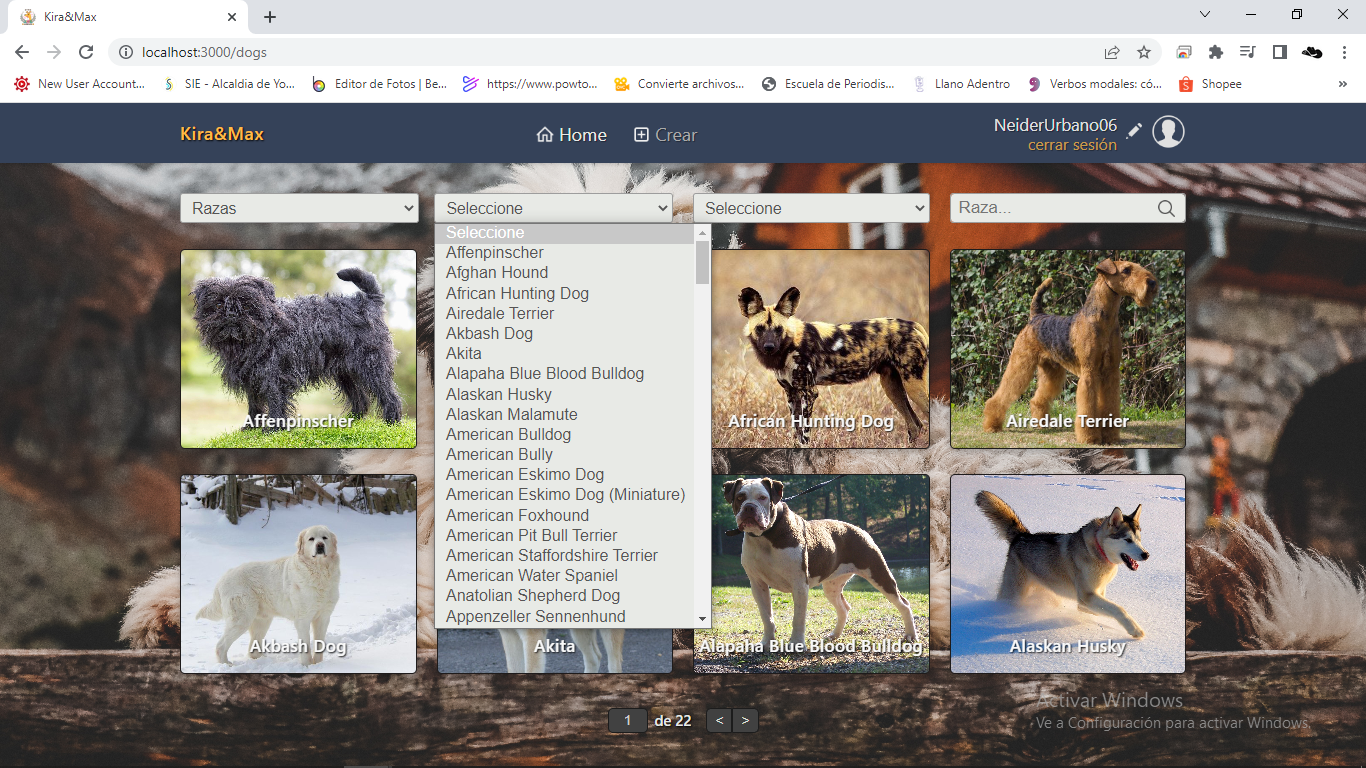 Kira&Max
localhost:3000/dogs
New User Account...
SIE - Alcaldia de Yo...
Editor de Fotos | Be...
https://www.powto...
Convierte archivos...
Escuela de Periodis...
Llano Adentro
Verbos modales: có...
Shopee
»
Kira&Max
Home
Crear
NeiderUrbano06
cerrar sesión
Razas
Seleccione
Seleccione
Raza...
Seleccione
Affenpinscher
Afghan Hound
African Hunting Dog
Airedale Terrier
Akbash Dog
Akita
Alapaha Blue Blood Bulldog
Alaskan Husky
Alaskan Malamute
American Bulldog
American Bully
American Eskimo Dog
American Eskimo Dog (Miniature)
American Foxhound
American Pit Bull Terrier
American Staffordshire Terrier
American Water Spaniel
Anatolian Shepherd Dog
Appenzeller Sennenhund
Affenpinscher
African Hunting Dog
Airedale Terrier
Akbash Dog
Akita
Alapaha Blue Blood Bulldog
Alaskan Husky
1 de 22 < >
Activar Windows
Ve a Configuración para activar Windows.